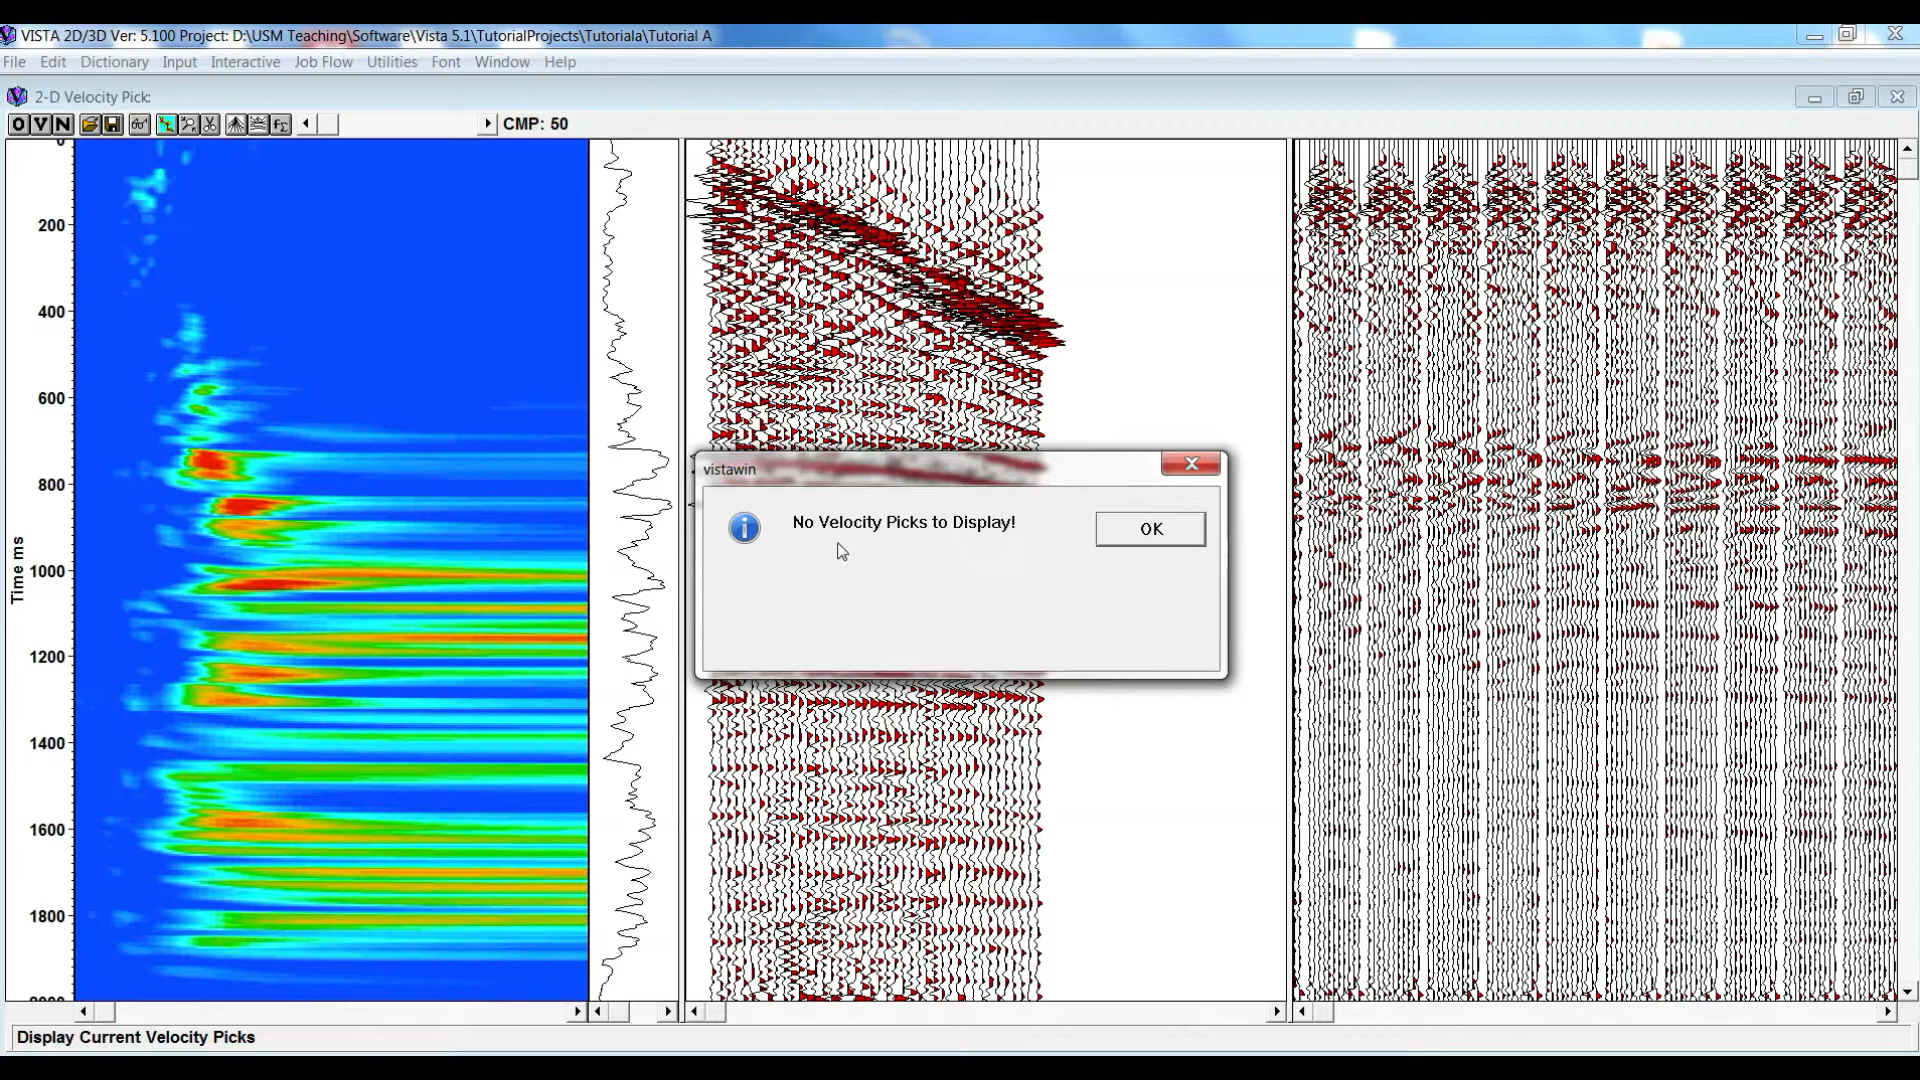 VISTA 2D/3D Ver: 5.100 Project: D:\USM Teaching\Software\Vista 5.1\TutorialProjects\Tutoriala\Tutorial A
File Edit Dictionary Input Interactive Job Flow Utilities Font Window Help
2-D Velocity Pick:
O V N CMP: 50
200
400
600
800
1000
1200
1400
1600
1800
Time ms
vistawin
No Velocity Picks to Display!
OK
Display Current Velocity Picks